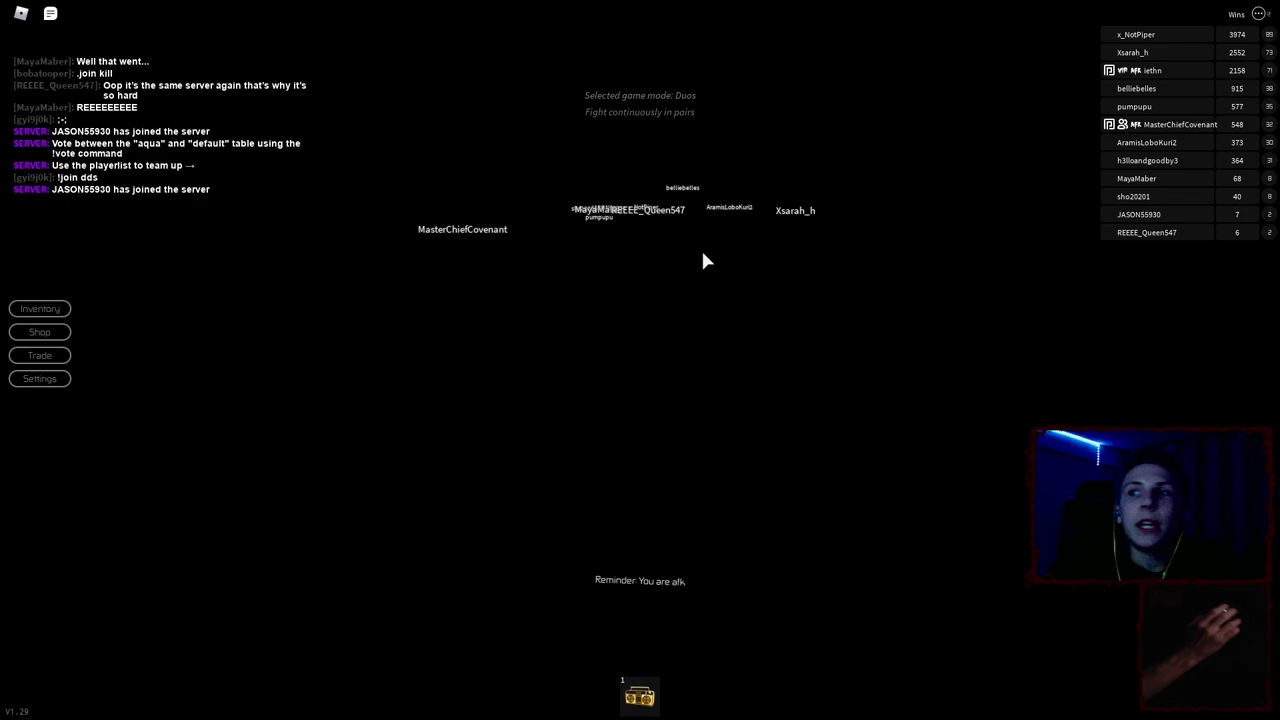 Wins
[MayaMaber]: Well that went...
[bobatooper]: .join kill
[REEEE_Queen547]: Oop it's the same server again that's why it's
so hard
[MayaMaber]: REEEEEEEEE
[gyi9j0k]: ;-;
SERVER: JASON55930 has joined the server
SERVER: Vote between the "aqua" and "default" table using the
!vote command
SERVER: Use the playerlist to team up →
[gyi9j0k]: !join dds
SERVER: JASON55930 has joined the server
Selected game mode: Duos
Fight continuously in pairs
x_NotPiper 3974 89
Xsarah_h 2552 73
VIP AFK iethn 2158 71
belliebelles 915 38
pumpupu 577 35
AFK MasterChiefCovenant 548 32
AramisLoboKuri2 373 30
h3lloandgoodby3 364 31
MayaMaber 68 8
sho20201 40 8
JASON55930 7 2
REEEE_Queen547 6 2
belliebelles
REEEE_Queen547
AramisLoboKuri2
Xsarah_h
pumpupu
MasterChiefCovenant
Inventory
Shop
Trade
Settings
Reminder: You are afk
1
V1.29